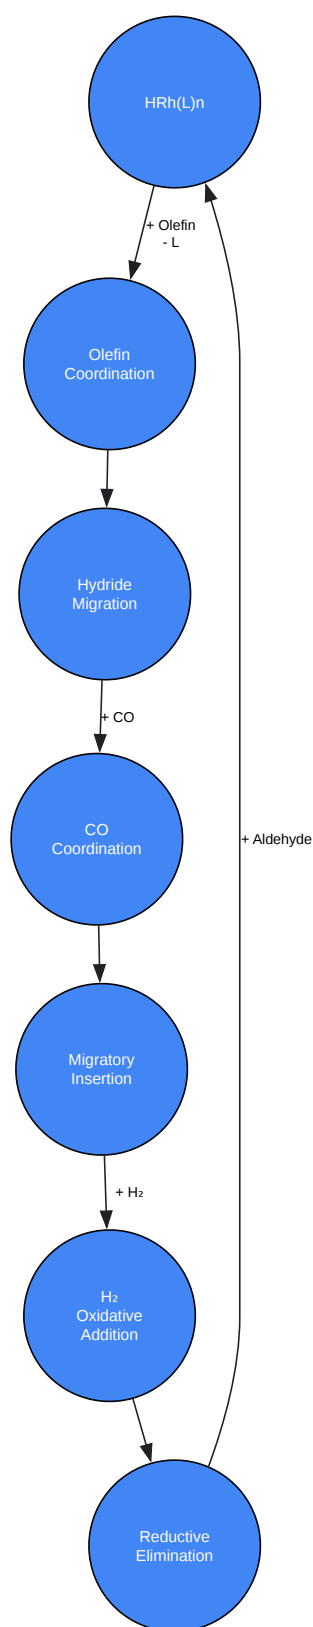 HRh(L)n
+ Olefin
- L
Olefin
Coordination
Hydride
Migration
+ CO
CO
Coordination
+ Aldehyde
Migratory
Insertion
+ H₂
H₂
Oxidative
Addition
Reductive
Elimination